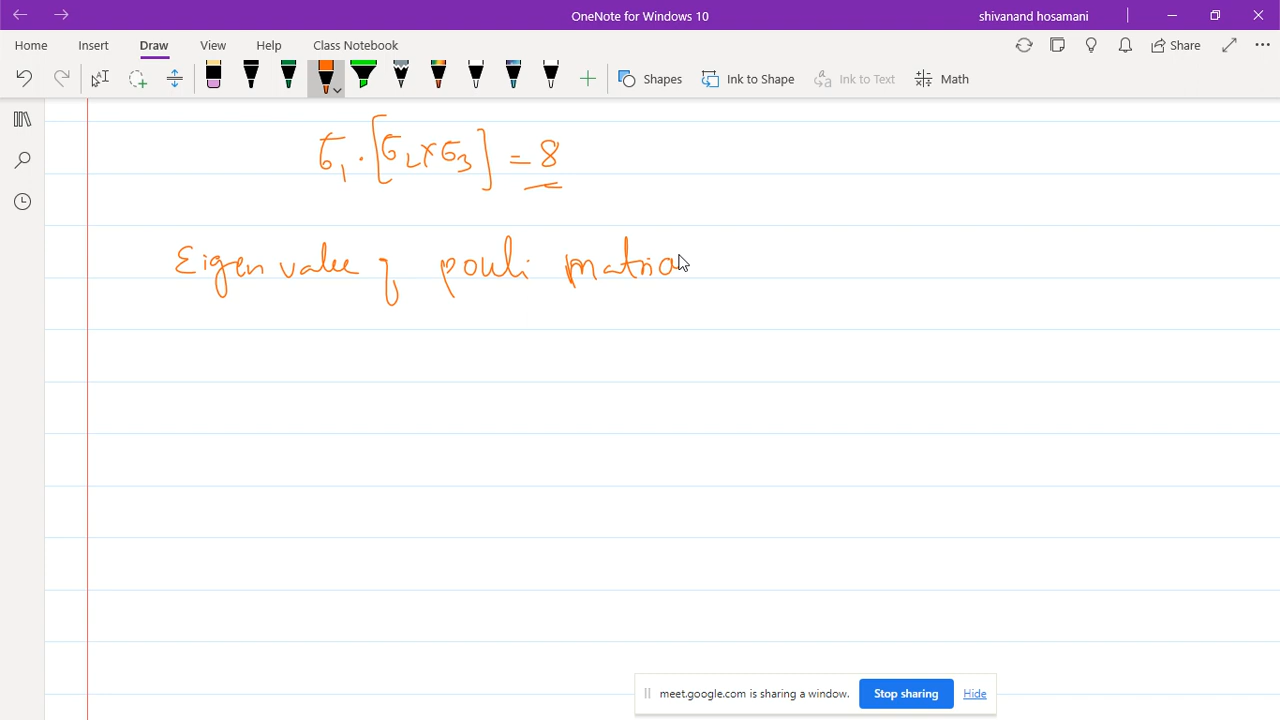 OneNote for Windows 10
shivanand hosamani
Home Insert Draw View Help Class Notebook
Share
Shapes
Ink to Shape
Ink to Text
Math
σ₁ · [σ₂ × σ₃] = 8
Eigen value of pouli
meet.google.com is sharing a window.
Stop sharing
Hide